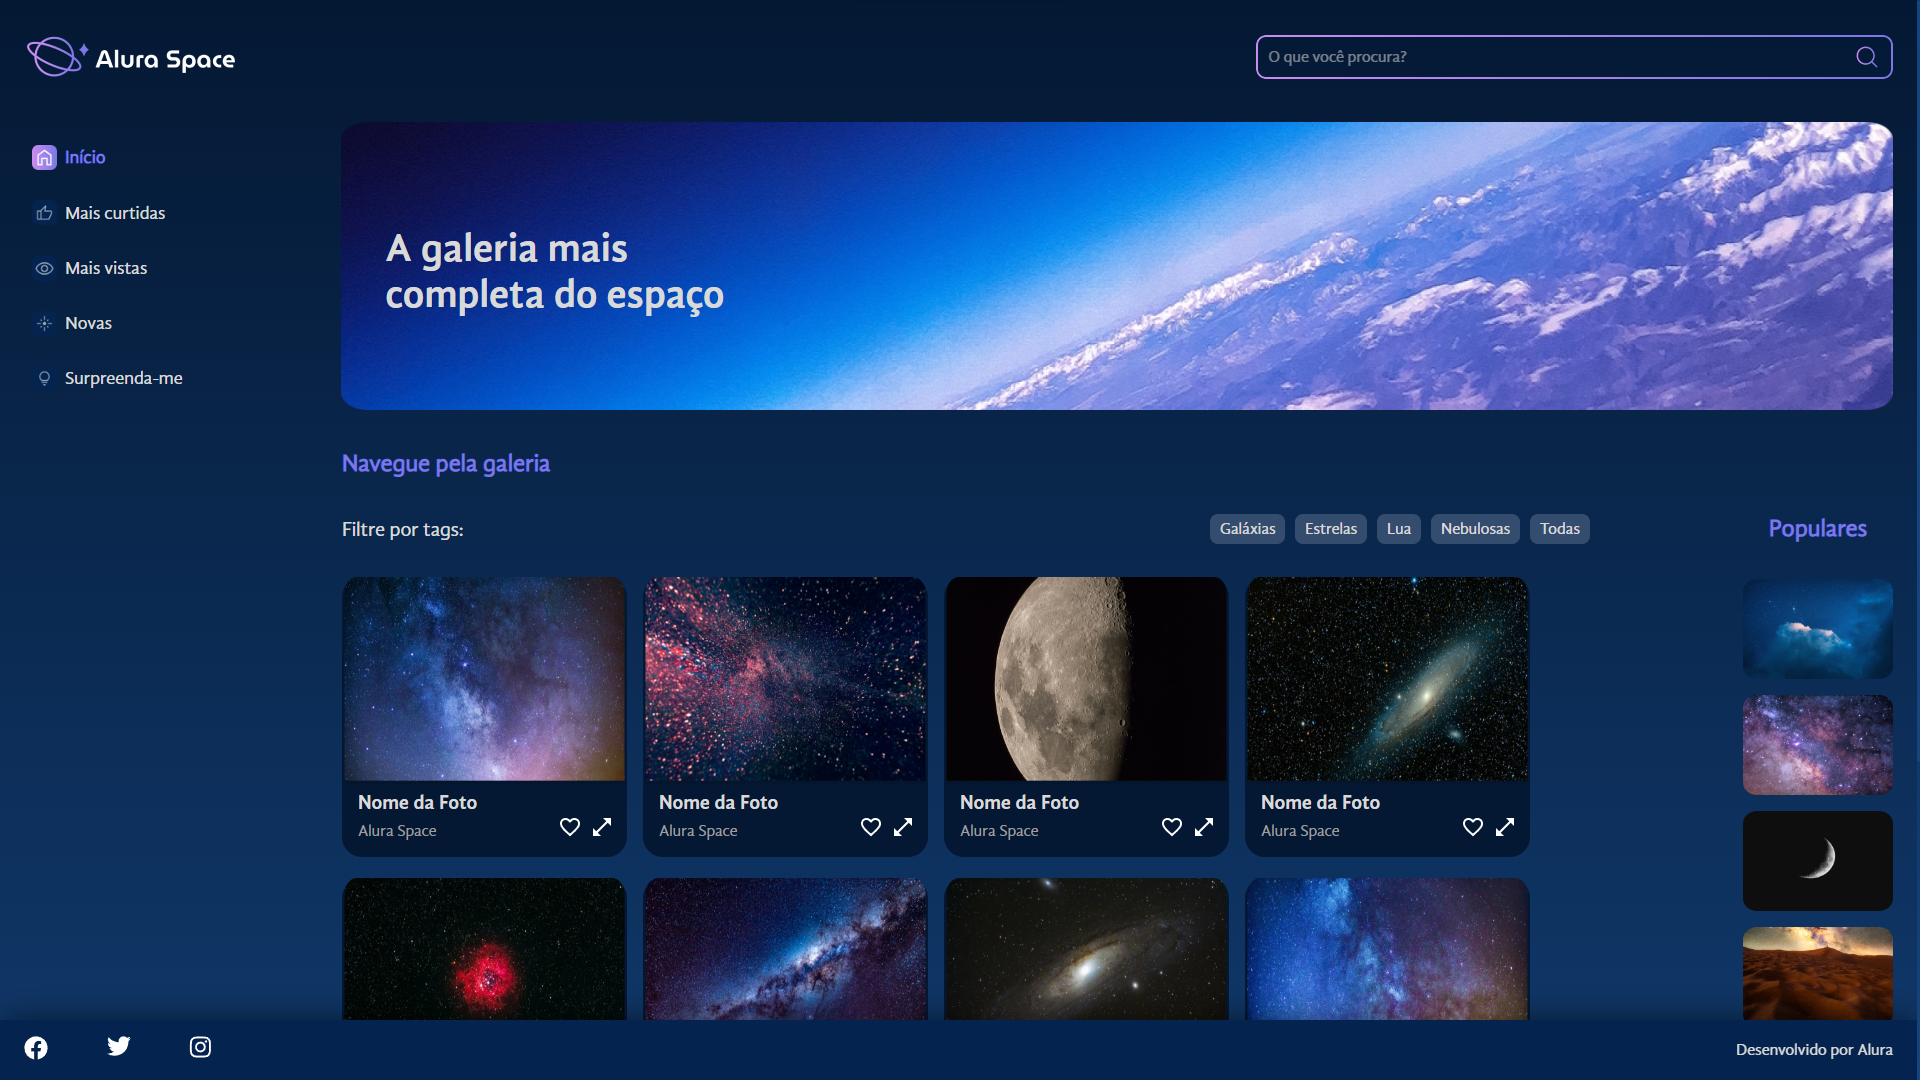 Alura Space
O que você procura?
Início
Mais curtidas
Mais vistas
Novas
Surpreenda-me
A galeria mais
completa do espaço
Navegue pela galeria
Filtre por tags:
Galáxias
Estrelas
Lua
Nebulosas
Todas
Populares
Nome da Foto
Alura Space
Nome da Foto
Alura Space
Nome da Foto
Alura Space
Nome da Foto
Alura Space
Desenvolvido por Alura